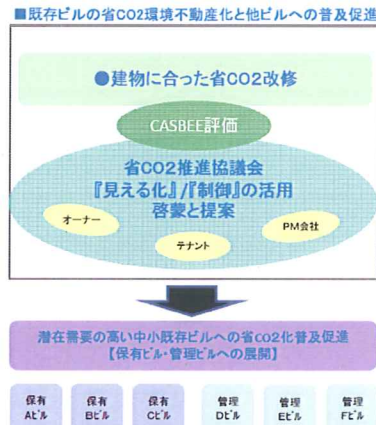 ■既存ビルの省CO2環境不動産化と他ビルへの普及促進
●建物に合った省CO2改修
CASBEE評価
省CO2推進協議会
『見える化』/『制御』の活用
啓蒙と提案
オーナー
テナント
PM会社
潜在需要の高い中小既存ビルへの省CO2化普及促進
【保有ﾋﾞﾙ・管理ﾋﾞﾙへの展開】
保有 保有 保有 管理 管理 管理
Aﾋﾞﾙ Bﾋﾞﾙ Cﾋﾞﾙ Dﾋﾞﾙ Eﾋﾞﾙ Fﾋﾞﾙ